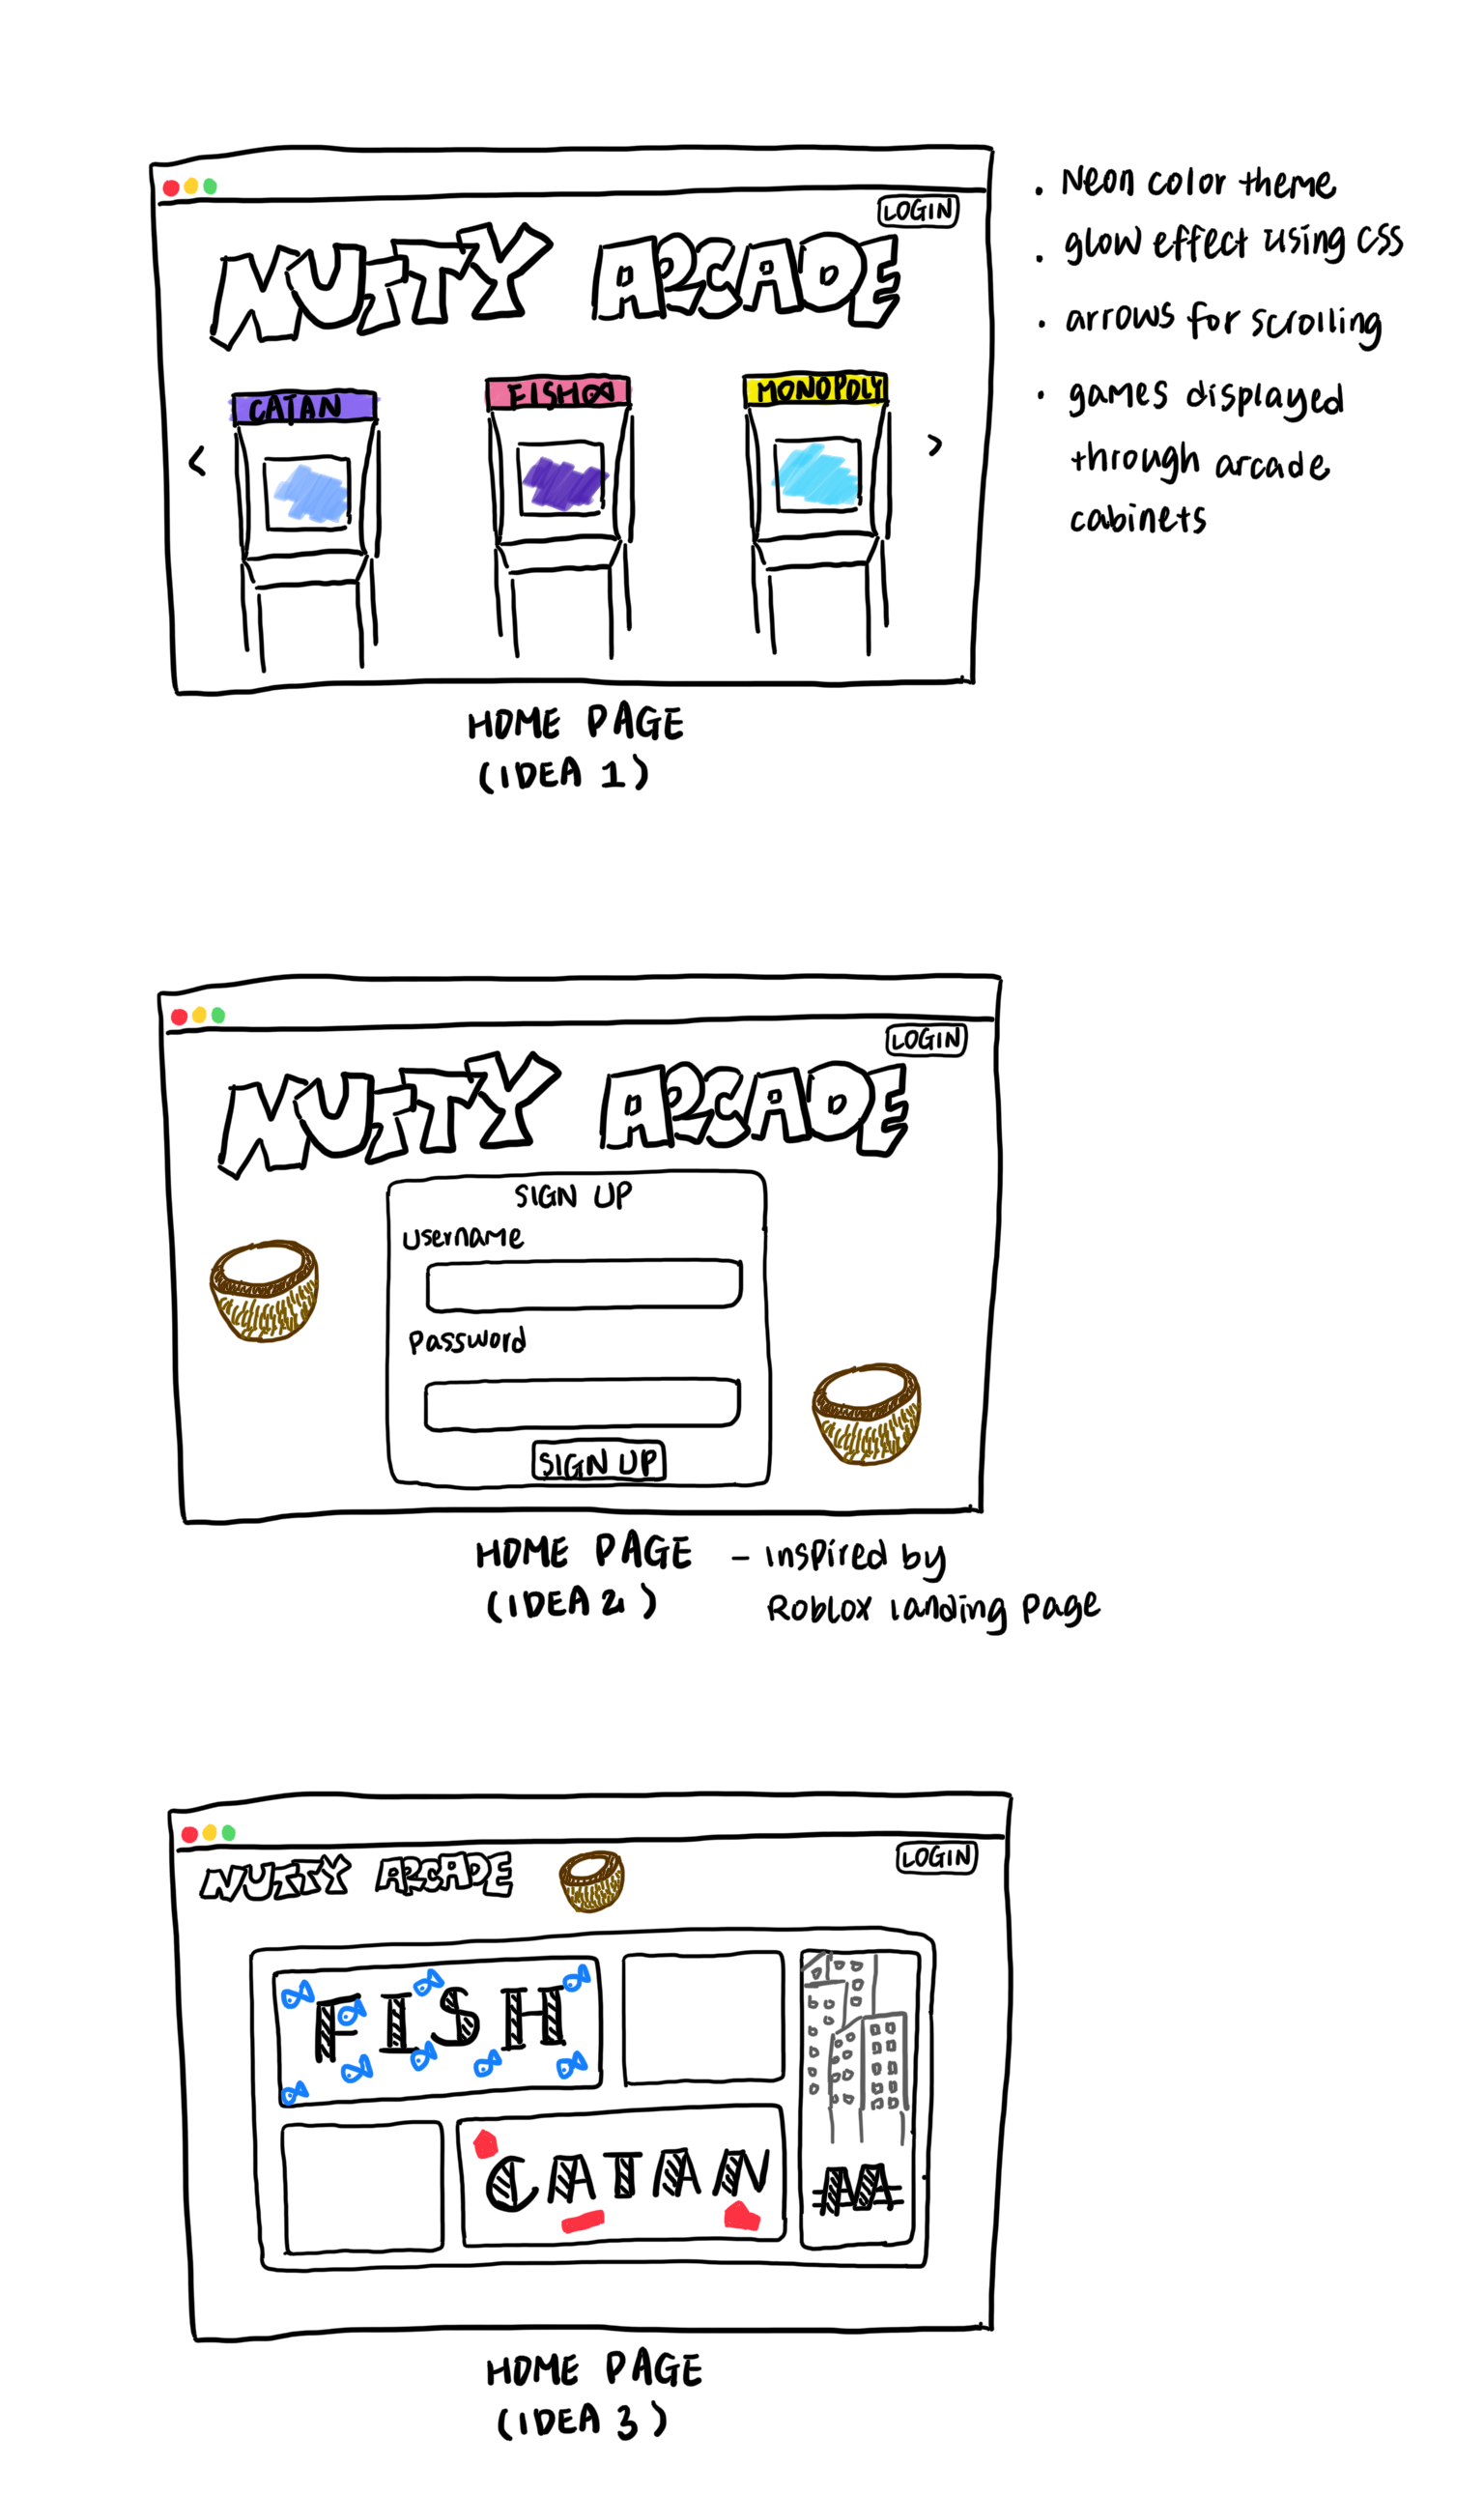 LOGIN
NUTTY ARCADE
CATAN
FISH
MONOPOLY
<
>
. Neon color theme
. glow effect using css
. arrows for scrolling
. games displayed
through arcade
cabinets
HOME PAGE
(IDEA 1)
LOGIN
NUTTY ARCADE
SIGN UP
Username
Password
SIGN UP
HOME PAGE - Inspired by
(IDEA 2) Roblox landing page
NUTTY ARCADE
LOGIN
FISH
CATAN
HOME PAGE
(IDEA 3)